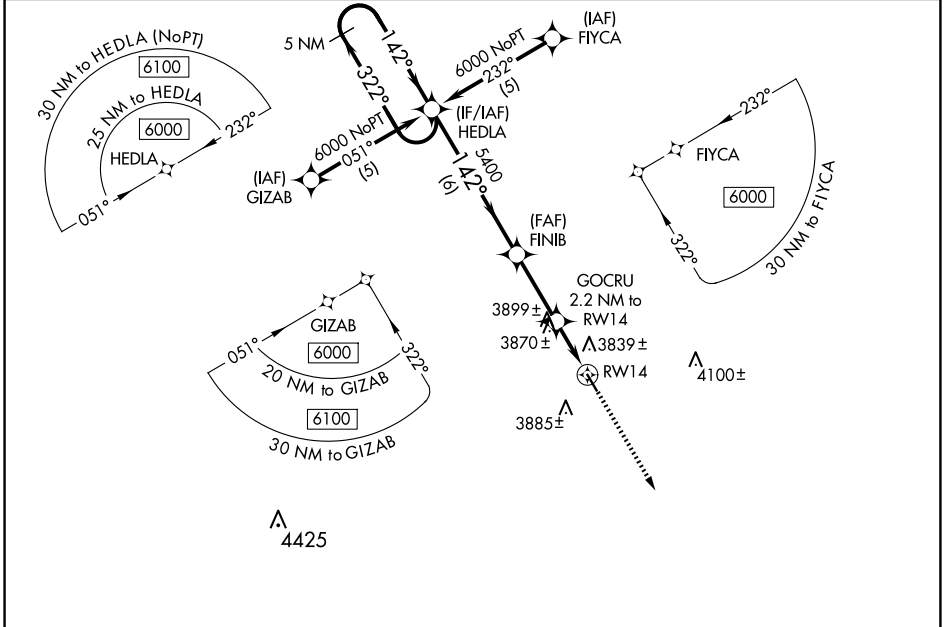 30 NM to HEDLA (NoPT)
6100
25 NM to HEDLA
6000
HEDLA
232°
051°
5 NM
142°
322°
6000 NoPT
232°
(5)
(IAF)
FIYCA
(IF/IAF)
HEDLA
6000 NoPT
051°
(5)
(IAF)
GIZAB
5400
142°
(6)
(FAF)
FINIB
GOCRU
2.2 NM to
RW14
3899±
3870±
3839±
RW14
4100±
3885±
232°
FIYCA
6000
322°
30 NM to FIYCA
GIZAB
051°
6000
322°
20 NM to GIZAB
6100
30 NM to GIZAB
4425